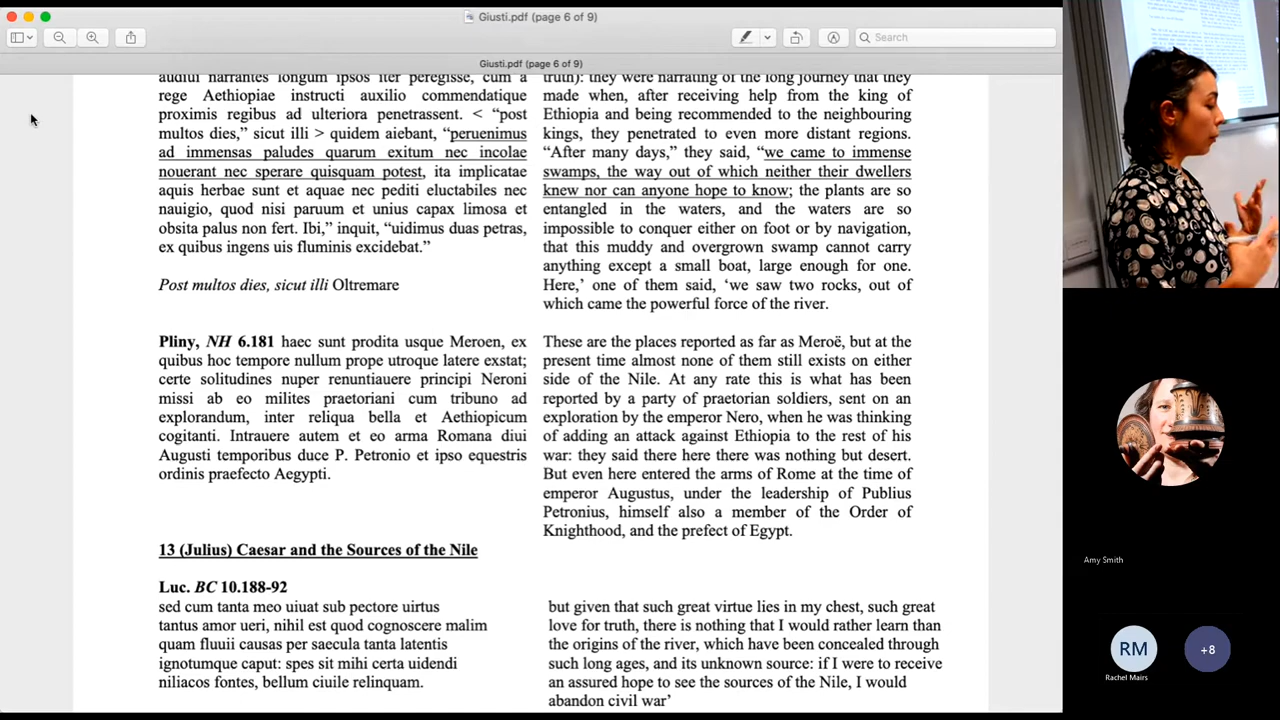 Giusti.pdf (page 6 of 9)
Search
Giusti.pdf (page 6 of 9)
audiui narrantes longum ipsos iter peregisse, cum a
rege Aethiopiae instructi auxilio commendatique
proximis regibus ad ulteriora penetrassent. < “post
multos dies,” sicut illi > quidem aiebant, “peruenimus
ad immensas paludes quarum exitum nec incolae
nouerant nec sperare quisquam potest, ita implicatae
aquis herbae sunt et aquae nec pediti eluctabiles nec
nauigio, quod nisi paruum et unius capax limosa et
obsita palus non fert. Ibi,” inquit, “uidimus duas petras,
ex quibus ingens uis fluminis excidebat.”
Post multos dies, sicut illi Oltremare
truth): they were narrating of the long journey that they
made when, after receiving help from the king of
Ethiopia and being recommended to the neighbouring
kings, they penetrated to even more distant regions.
“After many days,” they said, “we came to immense
swamps, the way out of which neither their dwellers
knew nor can anyone hope to know; the plants are so
entangled in the waters, and the waters are so
impossible to conquer either on foot or by navigation,
that this muddy and overgrown swamp cannot carry
anything except a small boat, large enough for one.
Here,’ one of them said, ‘we saw two rocks, out of
which came the powerful force of the river.
Pliny, NH 6.181 haec sunt prodita usque Meroen, ex
quibus hoc tempore nullum prope utroque latere exstat;
certe solitudines nuper renuntiauere principi Neroni
missi ab eo milites praetoriani cum tribuno ad
explorandum, inter reliqua bella et Aethiopicum
cogitanti. Intrauere autem et eo arma Romana diui
Augusti temporibus duce P. Petronio et ipso equestris
ordinis praefecto Aegypti.
These are the places reported as far as Meroë, but at the
present time almost none of them still exists on either
side of the Nile. At any rate this is what has been
reported by a party of praetorian soldiers, sent on an
exploration by the emperor Nero, when he was thinking
of adding an attack against Ethiopia to the rest of his
war: they said there here there was nothing but desert.
But even here entered the arms of Rome at the time of
emperor Augustus, under the leadership of Publius
Petronius, himself also a member of the Order of
Knighthood, and the prefect of Egypt.
13 (Julius) Caesar and the Sources of the Nile
Luc. BC 10.188-92
sed cum tanta meo uiuat sub pectore uirtus
tantus amor ueri, nihil est quod cognoscere malim
quam fluuii causas per saecula tanta latentis
ignotumque caput: spes sit mihi certa uidendi
niliacos fontes, bellum ciuile relinquam.
but given that such great virtue lies in my chest, such great
love for truth, there is nothing that I would rather learn than
the origins of the river, which have been concealed through
such long ages, and its unknown source: if I were to receive
an assured hope to see the sources of the Nile, I would
abandon civil war’
Amy Smith
RM
Rachel Mairs
+8